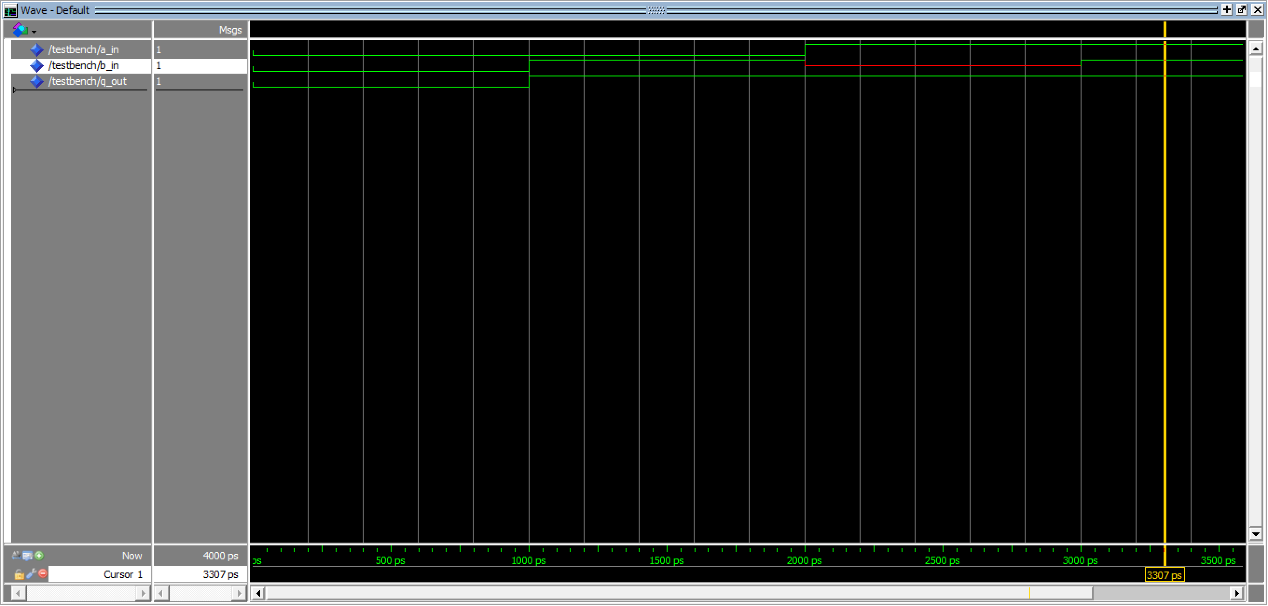 Wave - Default
Msgs
/testbench/a_in 1
/testbench/b_in 1
/testbench/q_out 1
Now 4000 ps
ps 500 ps 1000 ps 1500 ps 2000 ps 2500 ps 3000 ps 3500 ps
Cursor 1 3307 ps
3307 ps